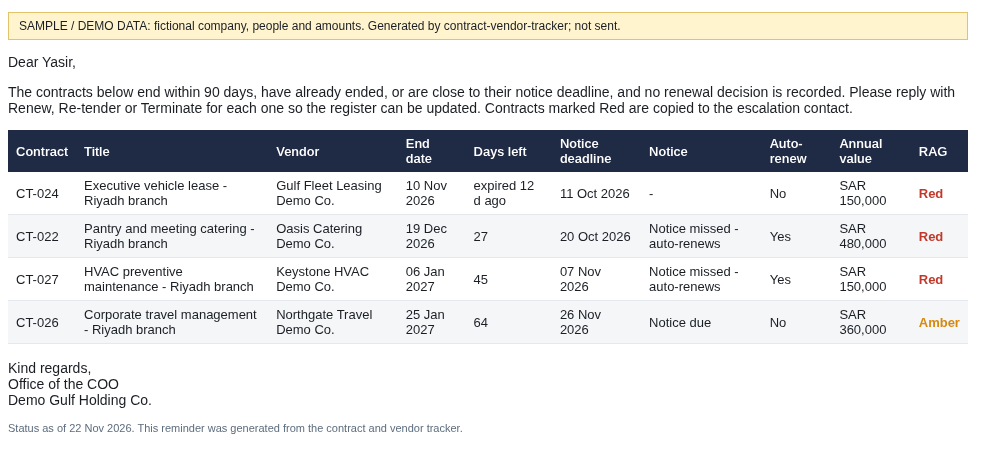 SAMPLE / DEMO DATA: fictional company, people and amounts. Generated by contract-vendor-tracker; not sent.
Dear Yasir,
The contracts below end within 90 days, have already ended, or are close to their notice deadline, and no renewal decision is recorded. Please reply with
Renew, Re-tender or Terminate for each one so the register can be updated. Contracts marked Red are copied to the escalation contact.
Contract Title Vendor End date Days left Notice deadline Notice Auto-renew Annual value RAG
CT-024 Executive vehicle lease - Riyadh branch Gulf Fleet Leasing Demo Co. 10 Nov 2026 expired 12 d ago 11 Oct 2026 - No SAR 150,000 Red
CT-022 Pantry and meeting catering - Riyadh branch Oasis Catering Demo Co. 19 Dec 2026 27 20 Oct 2026 Notice missed - auto-renews Yes SAR 480,000 Red
CT-027 HVAC preventive maintenance - Riyadh branch Keystone HVAC Demo Co. 06 Jan 2027 45 07 Nov 2026 Notice missed - auto-renews Yes SAR 150,000 Red
CT-026 Corporate travel management - Riyadh branch Northgate Travel Demo Co. 25 Jan 2027 64 26 Nov 2026 Notice due No SAR 360,000 Amber
Kind regards,
Office of the COO
Demo Gulf Holding Co.
Status as of 22 Nov 2026. This reminder was generated from the contract and vendor tracker.